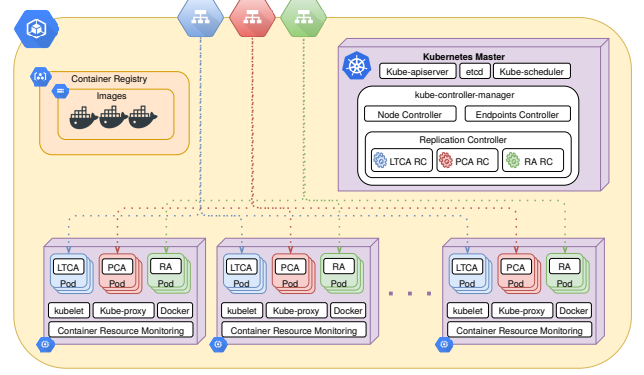 Kubernetes Master
Kube-apiserver etcd Kube-scheduler
Container Registry
Images
kube-controller-manager
Node Controller Endpoints Controller
Replication Controller
LTCA RC PCA RC RA RC
LTCA PCA RA LTCA PCA RA LTCA PCA RA
Pod Pod Pod Pod Pod Pod Pod Pod Pod
kubelet Kube-proxy Docker kubelet Kube-proxy Docker kubelet Kube-proxy Docker
Container Resource Monitoring Container Resource Monitoring Container Resource Monitoring